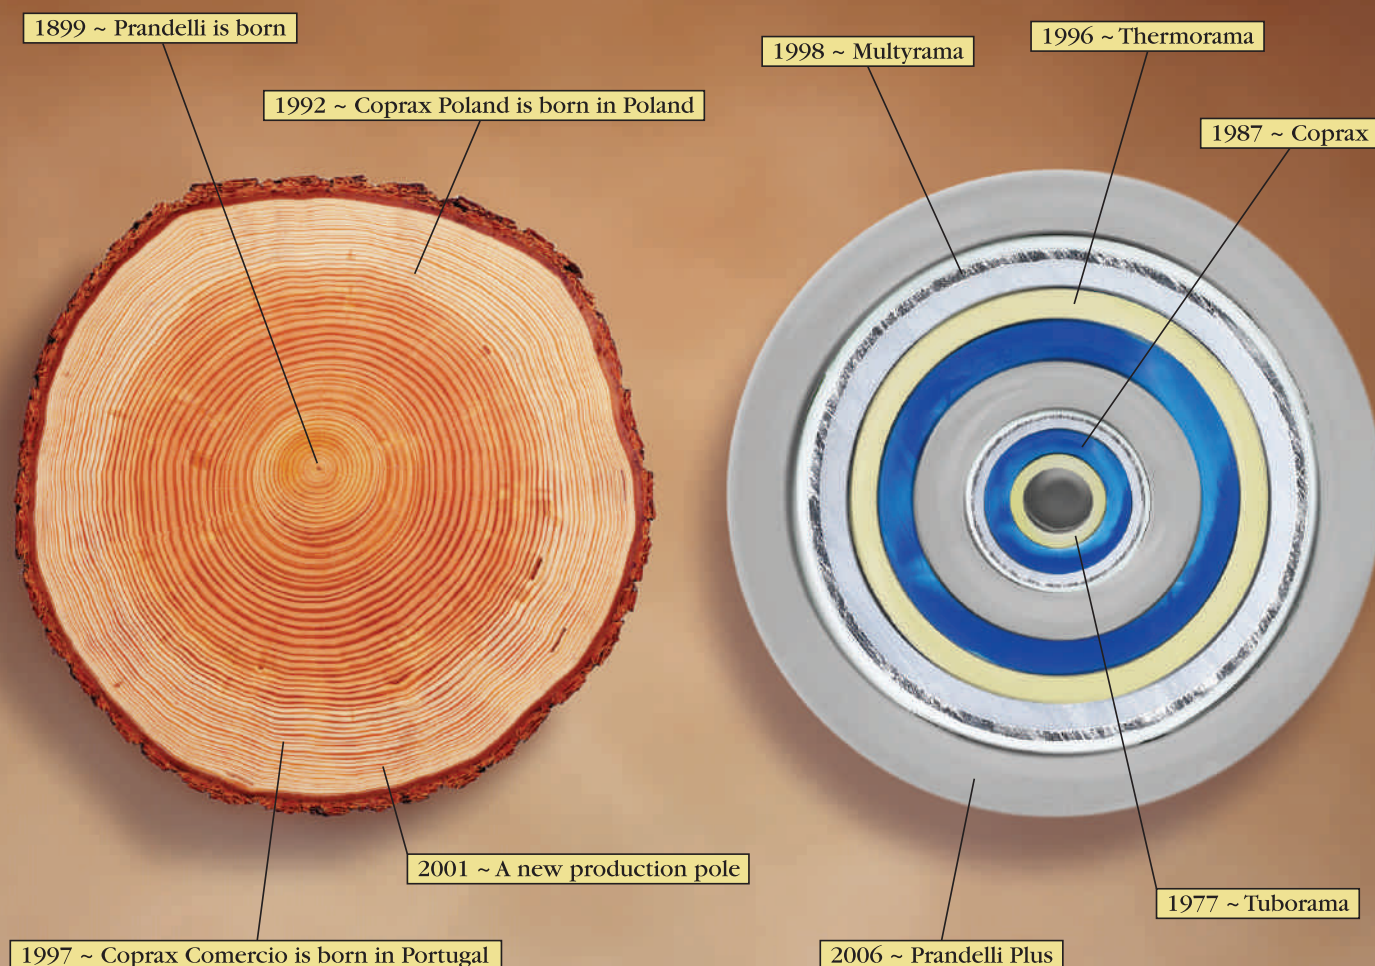 1899 ~ Prandelli is born
1996 ~ Thermorama
1998 ~ Multyrama
1992 ~ Coprax Poland is born in Poland
1987 ~ Coprax
2001 ~ A new production pole
1977 ~ Tuborama
1997 ~ Coprax Comercio is born in Portugal
2006 ~ Prandelli Plus